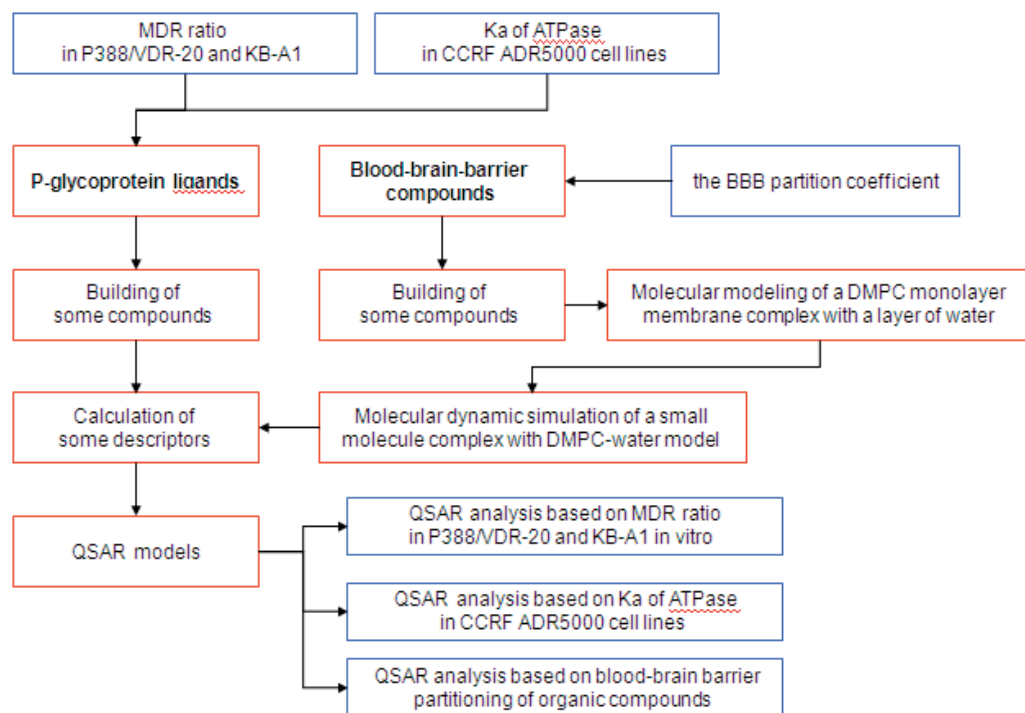 MDR ratio
in P388/VDR-20 and KB-A1
Ka of ATPase
in CCRF ADR5000 cell lines
P-glycoprotein ligands
Blood-brain-barrier
compounds
the BBB partition coefficient
Building of
some compounds
Building of
some compounds
Molecular modeling of a DMPC monolayer
membrane complex with a layer of water
Calculation of
some descriptors
Molecular dynamic simulation of a small
molecule complex with DMPC-water model
QSAR models
QSAR analysis based on MDR ratio
in P388/VDR-20 and KB-A1 in vitro
QSAR analysis based on Ka of ATPase
in CCRF ADR5000 cell lines
QSAR analysis based on blood-brain barrier
partitioning of organic compounds